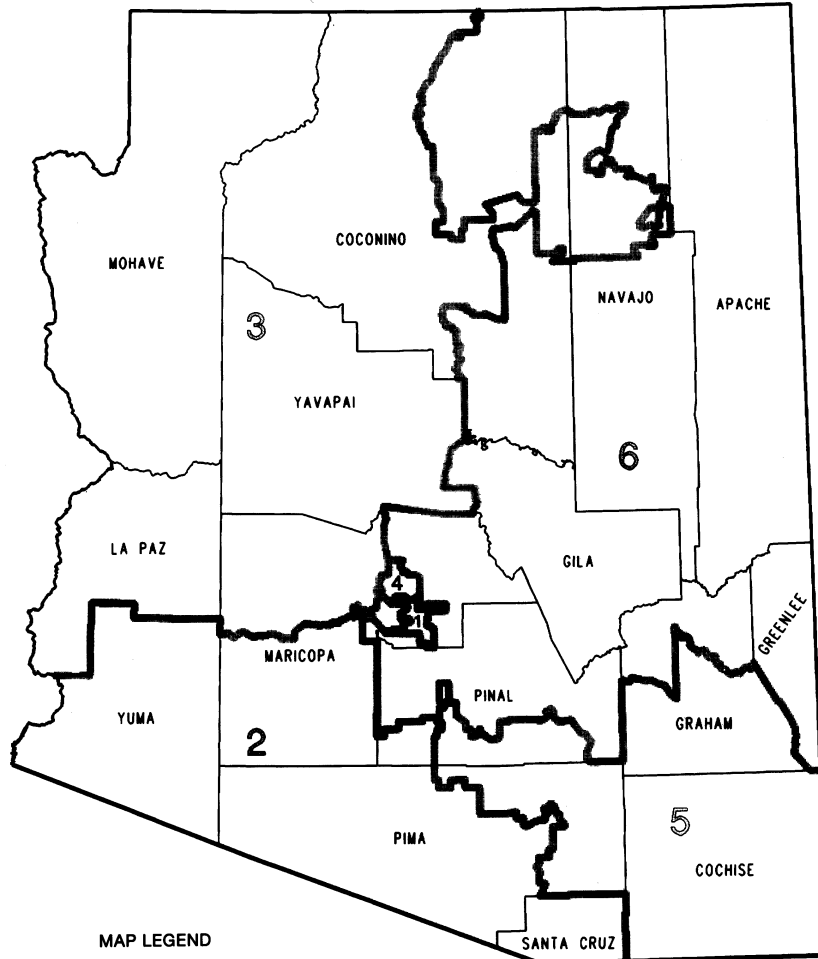 COCONINO
MOHAVE
NAVAJO
APACHE
3
YAVAPAI
6
LA PAZ
GILA
4
1
GREENLEE
MARICOPA
PINAL
YUMA
GRAHAM
2
5
PIMA
COCHISE
MAP LEGEND
SANTA CRUZ